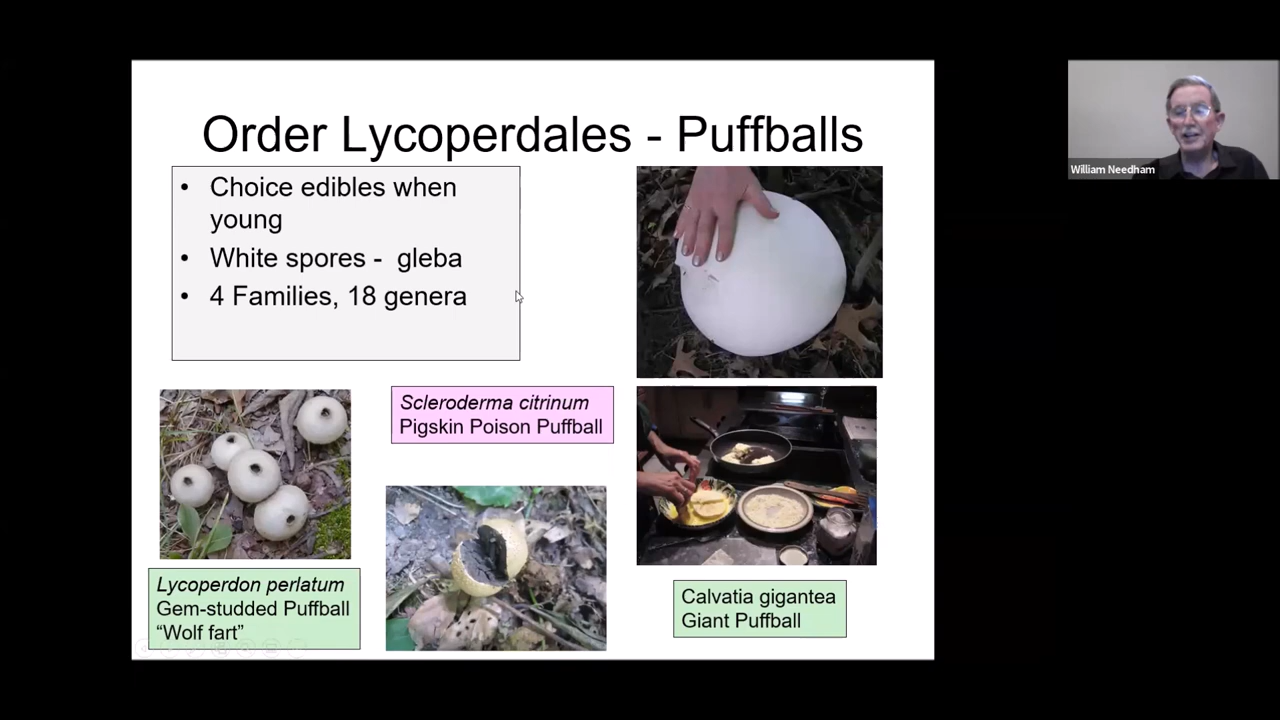 Order Lycoperdales - Puffballs
• Choice edibles when
young
• White spores - gleba
• 4 Families, 18 genera
William Needham
Scleroderma citrinum
Pigskin Poison Puffball
Lycoperdon perlatum
Gem-studded Puffball
“Wolf fart”
Calvatia gigantea
Giant Puffball